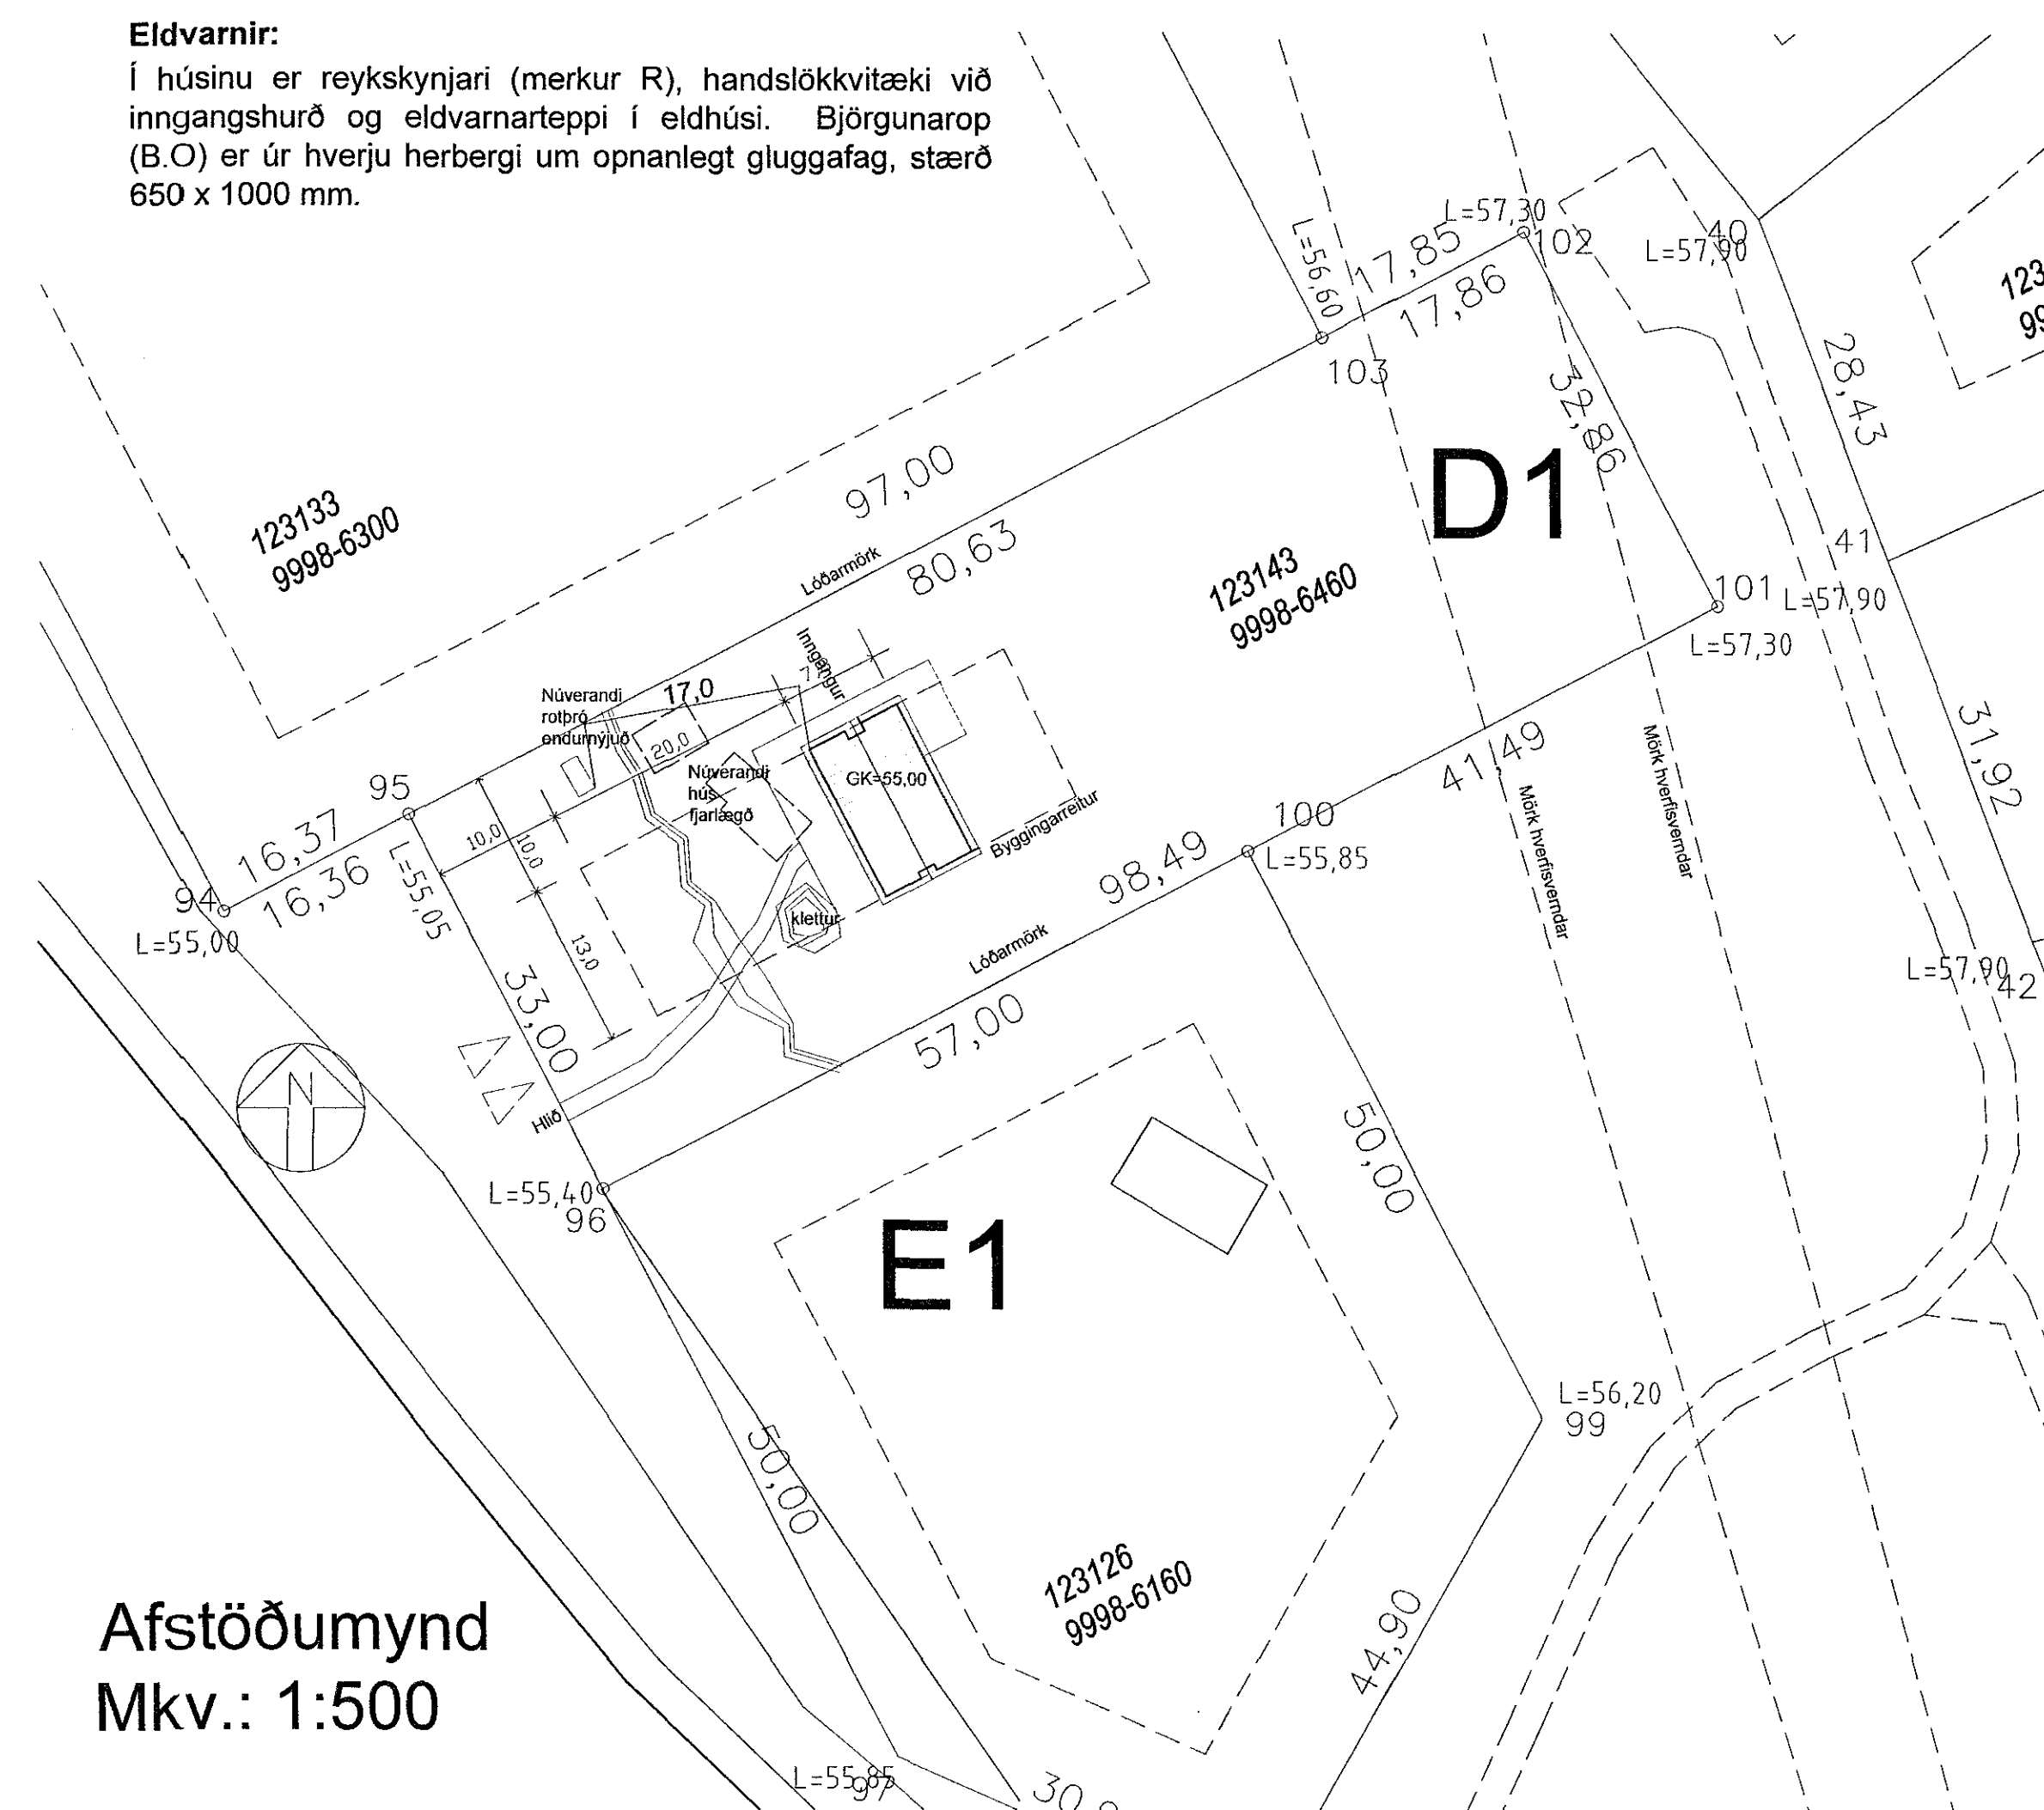 Eldvarnir:
Í húsinu er reykskynjari (merkur R), handslökkvitæki við
inngangshurð og eldvarnarteppi í eldhúsi. Björgunarop
(B.O) er úr hverju herbergi um opnanlegt gluggafag, stærð
650 x 1000 mm.
L=57,30
102
40
L=57,90
L=56,60
17,85
17,86
103
123
28,43
32,86
D1
97,00
123133
9998-6300
Lóðarmörk
80,63
123143
9998-6460
41
101
L=57,90
L=57,30
Inngangur
Núverandi
rotþró
endurnýjuð
17,0
20,0
Núverandi
hús
fjarlægð
GK=55,00
Byggingarreitur
41,49
Mörk hverfisverndar
Mörk hverfisverndar
31,92
95
16,37
16,36
94
L=55,00
L=55,05
10,0
10,0
13,0
klettur
100
L=55,85
98,49
Lóðarmörk
57,00
33,00
L=57,90
42
N
Hlið
L=55,40
96
50,00
E1
L=56,20
99
50,00
123126
9998-6160
44,90
Afstöðumynd
Mkv.: 1:500
L=55,85
97